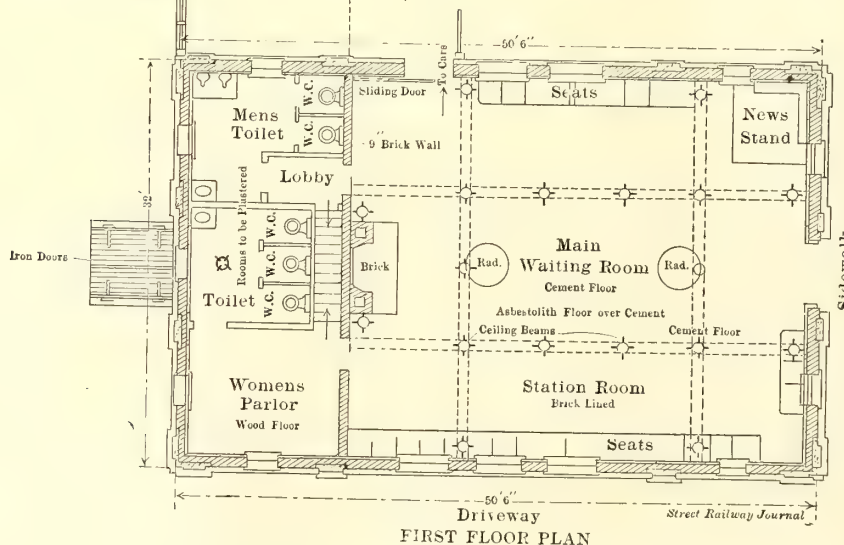 50'6"
To Cars
Sliding Door
Seats
News
Stand
Mens
Toilet
W.C.
W.C.
9" Brick Wall
Lobby
32'
Rooms to be Plastered
Iron Doors
W.C.
W.C.
W.C.
Toilet
Brick
Main
Waiting Room
Rad.
Rad.
Cement Floor
Sidewalk
Asbestolith Floor over Cement
Ceiling Beams
Cement Floor
Womens
Parlor
Wood Floor
Station Room
Brick Lined
Seats
50'6"
Driveway
Street Railway Journal
FIRST FLOOR PLAN